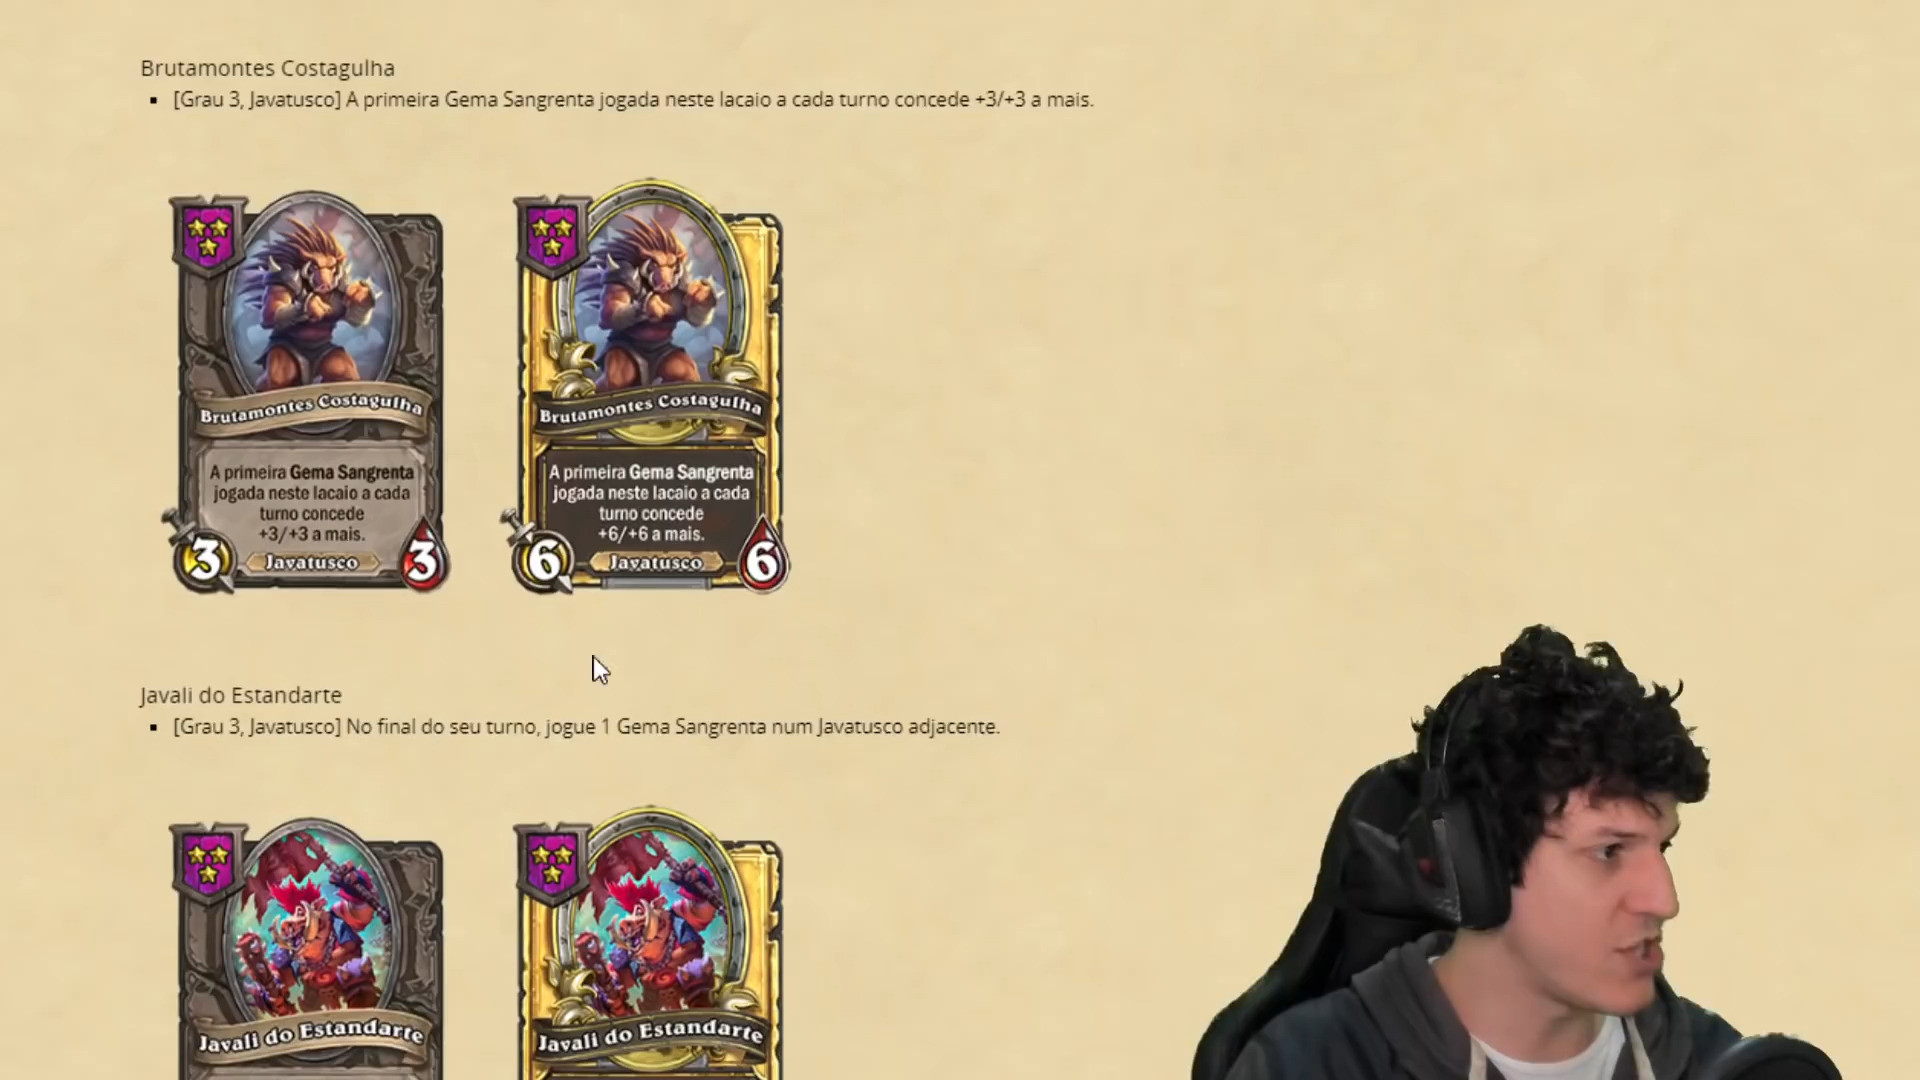 Brutamontes Costagulha
▪ [Grau 3, Javatusco] A primeira Gema Sangrenta jogada neste lacaio a cada turno concede +3/+3 a mais.
Brutamontes Costagulha
A primeira Gema Sangrenta
jogada neste lacaio a cada
turno concede
+3/+3 a mais.
3
Javatusco
3
Brutamontes Costagulha
A primeira Gema Sangrenta
jogada neste lacaio a cada
turno concede
+6/+6 a mais.
6
Javatusco
6
Javali do Estandarte
▪ [Grau 3, Javatusco] No final do seu turno, jogue 1 Gema Sangrenta num Javatusco adjacente.
Javali do Estandarte
Javali do Estandarte